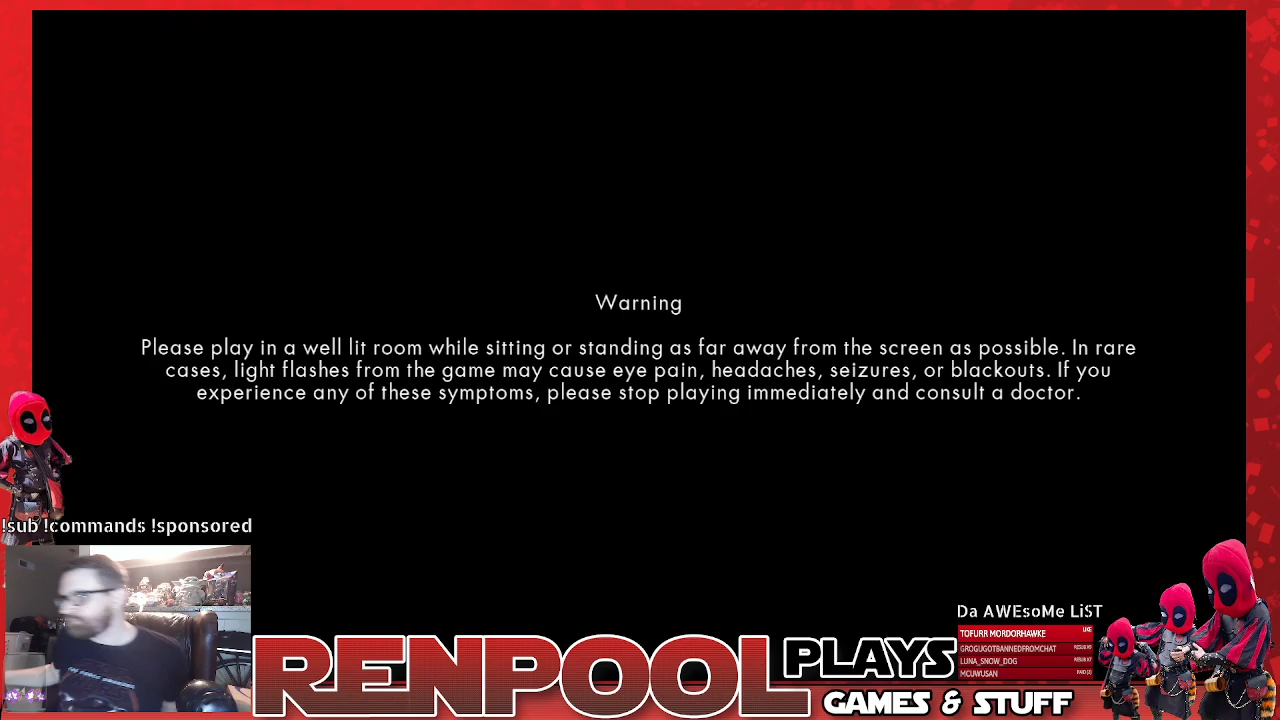 Warning
Please play in a well lit room while sitting or standing as far away from the screen as possible. In rare
cases, light flashes from the game may cause eye pain, headaches, seizures, or blackouts. If you
experience any of these symptoms, please stop playing immediately and consult a doctor.
!sub !commands !sponsored
Da AWEsoMe LiST
TOFURR MORDORHAWKE LIKE
GROGUGOTBANNEDFROMCHAT
LUNA_SNOW_DOG
MCUWUSAN
RENPOOL PLAYS
GAMES & STUFF